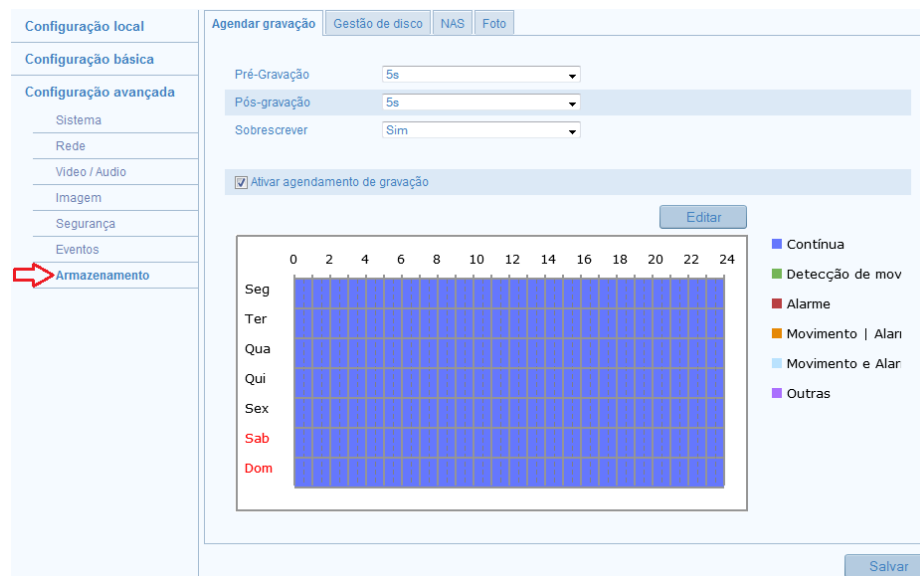 Configuração local
Configuração básica
Configuração avançada
Sistema
Rede
Video / Audio
Imagem
Segurança
Eventos
Armazenamento
Agendar gravação Gestão de disco NAS Foto
Pré-Gravação 5s
Pós-gravação 5s
Sobrescrever Sim
Ativar agendamento de gravação
Editar
0 2 4 6 8 10 12 14 16 18 20 22 24
Seg
Ter
Qua
Qui
Sex
Sab
Dom
Contínua
Detecção de mov
Alarme
Movimento | Alar
Movimento e Alar
Outras
Salvar